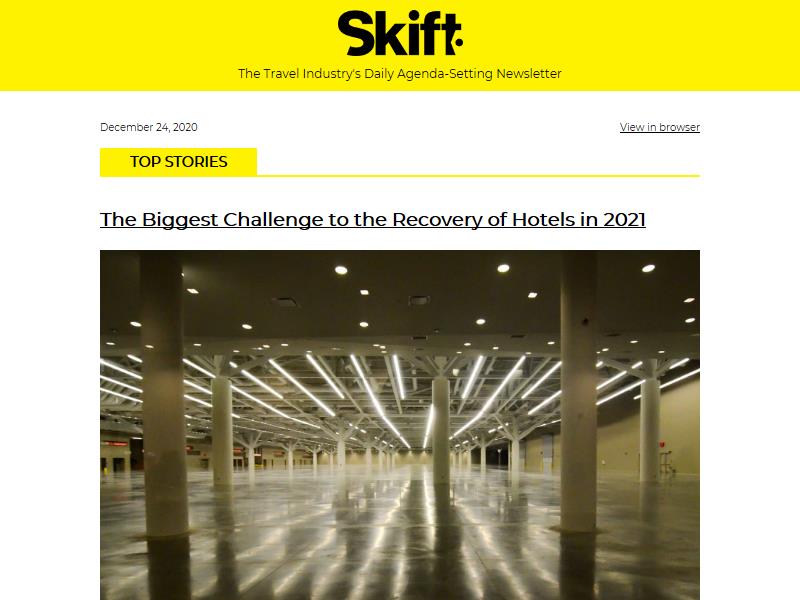 Skift
The Travel Industry's Daily Agenda-Setting Newsletter
December 24, 2020
View in browser
TOP STORIES
The Biggest Challenge to the Recovery of Hotels in 2021